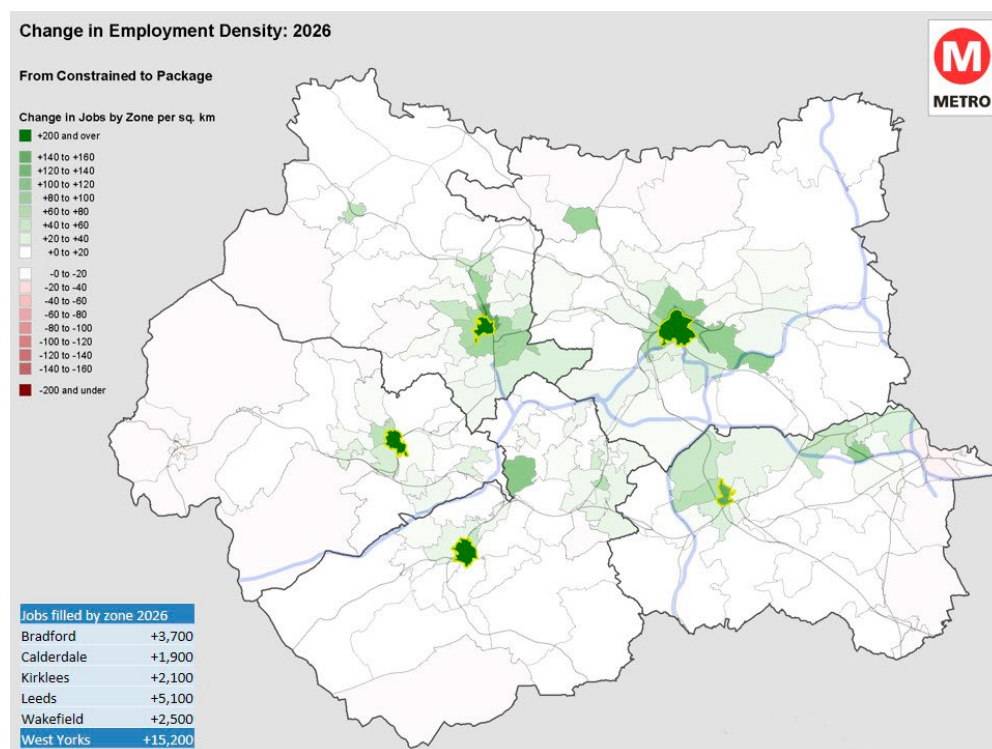 Change in Employment Density: 2026
From Constrained to Package
Change in Jobs by Zone per sq. km
+200 and over
+140 to +160
+120 to +140
+100 to +120
+80 to +100
+60 to +80
+40 to +60
+20 to +40
+0 to +20
-0 to -20
-20 to -40
-40 to -60
-60 to -80
-80 to -100
-100 to -120
-120 to -140
-140 to -160
-200 and under
M
METRO
Jobs filled by zone 2026
Bradford +3,700
Calderdale +1,900
Kirklees +2,100
Leeds +5,100
Wakefield +2,500
West Yorks +15,200